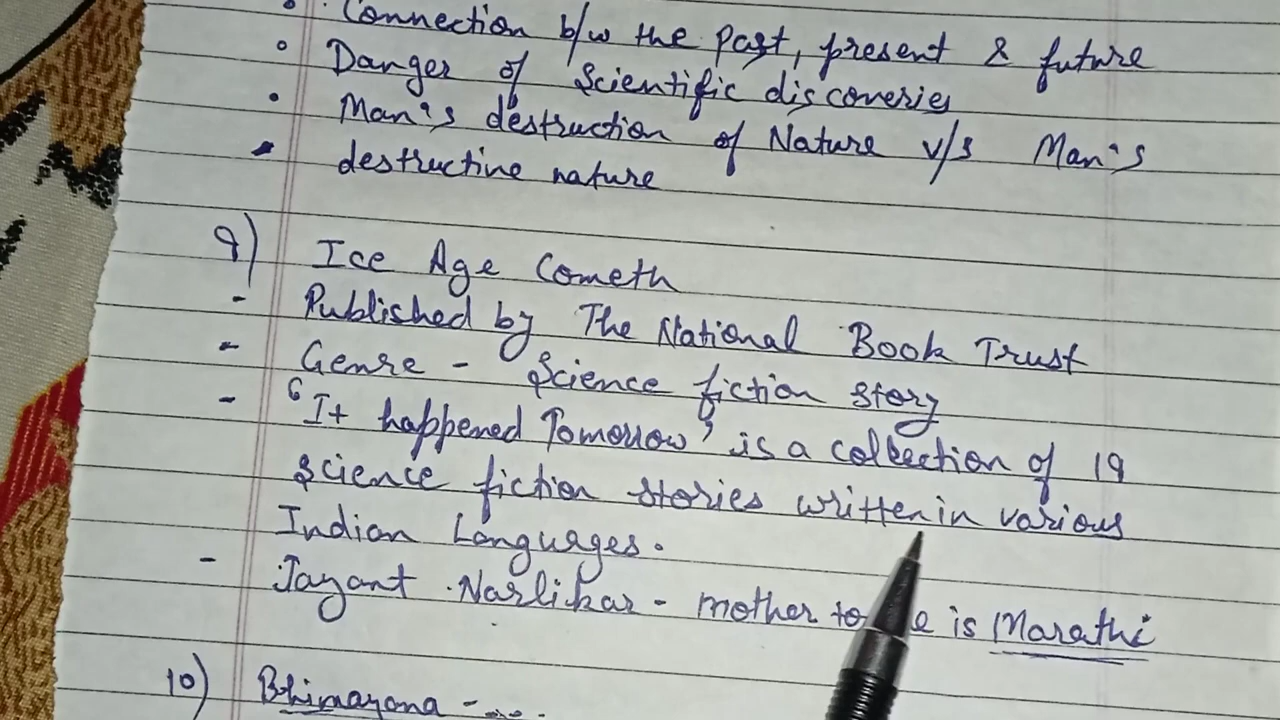 • Connection b/w the past, present & future
• Danger of Scientific discoveries
• Man's destruction of Nature v/s Man's
- destructive nature
9) Ice Age Cometh
- Published by The National Book Trust
- Genre - Science fiction story
- 'It happened Tomorrow' is a collection of 19
science fiction stories written in various
Indian Languages.
- Jayant Narlikar - mother is Marathi
10) Bhimayana -